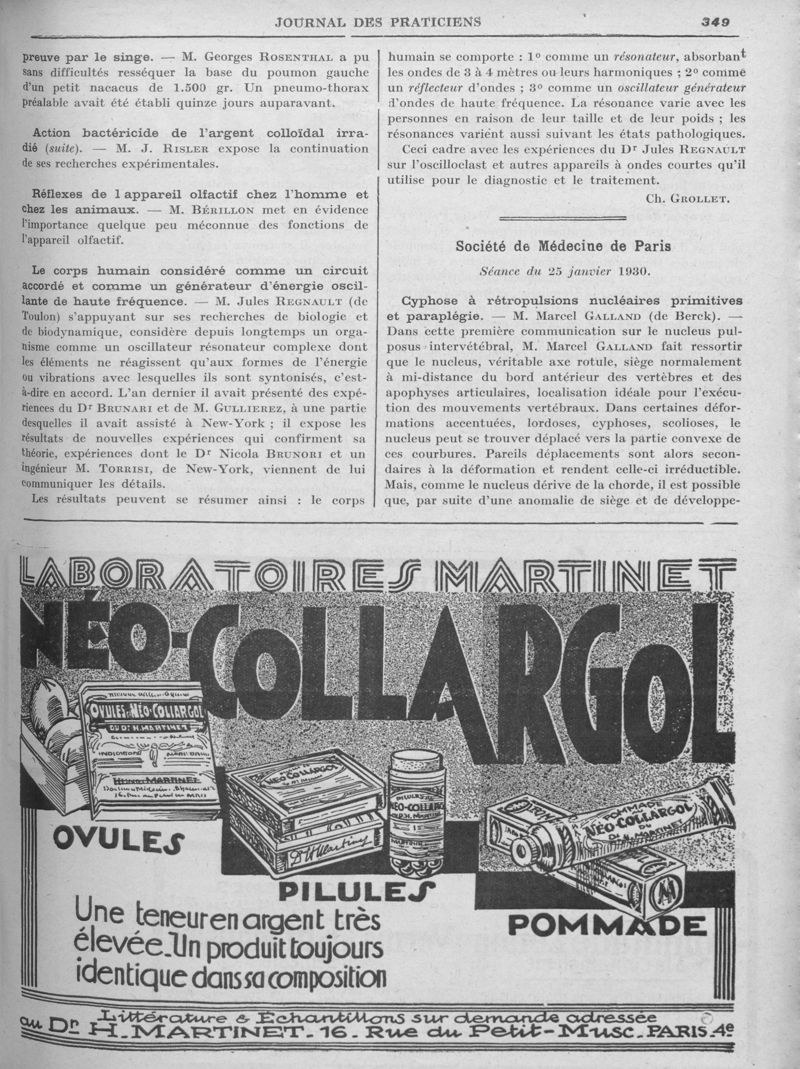 JOURNAL DES PRATICIENS
349
preuve par le singe. — M. Georges ROSENTHAL a pu
sans difficultés resséquer la base du poumon gauche
d'un petit nacacus de 1.500 gr. Un pneumo-thorax
préalable avait été établi quinze jours auparavant.
Action bactéricide de l'argent colloïdal irra-
dié (suite). — M. J. RISLER expose la continuation
de ses recherches expérimentales.
Réflexes de l appareil olfactif chez l'homme et
chez les animaux. — M. BÉRILLON met en évidence
l'importance quelque peu méconnue des fonctions de
l'appareil olfactif.
Le corps humain considéré comme un circuit
accordé et comme un générateur d'énergie oscil-
lante de haute fréquence. — M. Jules REGNAULT (de
Toulon) s'appuyant sur ses recherches de biologie et
de biodynamique, considère depuis longtemps un orga-
nisme comme un oscillateur résonateur complexe dont
les éléments ne réagissent qu'aux formes de l'énergie
ou vibrations avec lesquelles ils sont syntonisés, c'est-
à-dire en accord. L'an dernier il avait présenté des expé-
riences du Dr BRUNARI et de M. GULLIEREZ, à une partie
desquelles il avait assisté à New-York ; il expose les
résultats de nouvelles expériences qui confirment sa
théorie, expériences dont le Dr Nicola BRUNORI et un
ingénieur M. TORRISI, de New-York, viennent de lui
communiquer les détails.
Les résultats peuvent se résumer ainsi : le corps
humain se comporte : 1º comme un résonateur, absorbant
les ondes de 3 à 4 mètres ou leurs harmoniques ; 2º comme
un réflecteur d'ondes ; 3º comme un oscillateur générateur
d'ondes de haute fréquence. La résonance varie avec les
personnes en raison de leur taille et de leur poids ; les
résonances varient aussi suivant les états pathologiques.
Ceci cadre avec les expériences du Dr Jules REGNAULT
sur l'oscilloclast et autres appareils à ondes courtes qu'il
utilise pour le diagnostic et le traitement.
Ch. GROLLET.
Société de Médecine de Paris
Séance du 25 janvier 1930.
Cyphose à rétropulsions nucléaires primitives
et paraplégie. — M. Marcel GALLAND (de Berck). —
Dans cette première communication sur le nucleus pul-
posus intervétébral, M. Marcel GALLAND fait ressortir
que le nucleus, véritable axe rotule, siège normalement
à mi-distance du bord antérieur des vertèbres et des
apophyses articulaires, localisation idéale pour l'exécu-
tion des mouvements vertébraux. Dans certaines défor-
mations accentuées, lordoses, cyphoses, scolioses, le
nucleus peut se trouver déplacé vers la partie convexe de
ces courbures. Pareils déplacements sont alors secon-
daires à la déformation et rendent celle-ci irréductible.
Mais, comme le nucleus dérive de la chorde, il est possible
que, par suite d'une anomalie de siège et de développe-
LABORATOIRES MARTINET
NÉO-COLLARGOL
OVULES NÉO-COLLARGOL
DU DR H. MARTINET
INDICATIONS
HENRI MARTINET
NÉO-COLLARGOL
Dr H Martinet
PILULES
NÉO-COLLARGOL
POMMADE
NÉO-COLLARGOL
DU
Dr H. MARTINET
OVULES
PILULES
POMMADE
Une teneur en argent très
élevée_Un produit toujours
identique dans sa composition
Littérature & Échantillons sur demande adressée
au Dr H. MARTINET_16_Rue du Petit-Musc_PARIS_4e